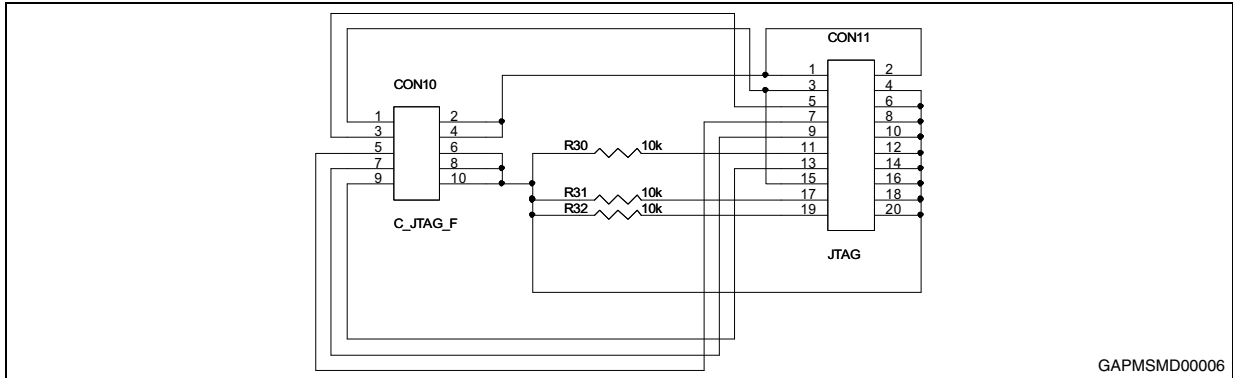 CON11
1 2
3 4
5 6
7 8
9 10
11 12
13 14
15 16
17 18
19 20
JTAG
CON10
1 2
3 4
5 6
7 8
9 10
C_JTAG_F
R30 10k
R31 10k
R32 10k
GAPMSMD00006